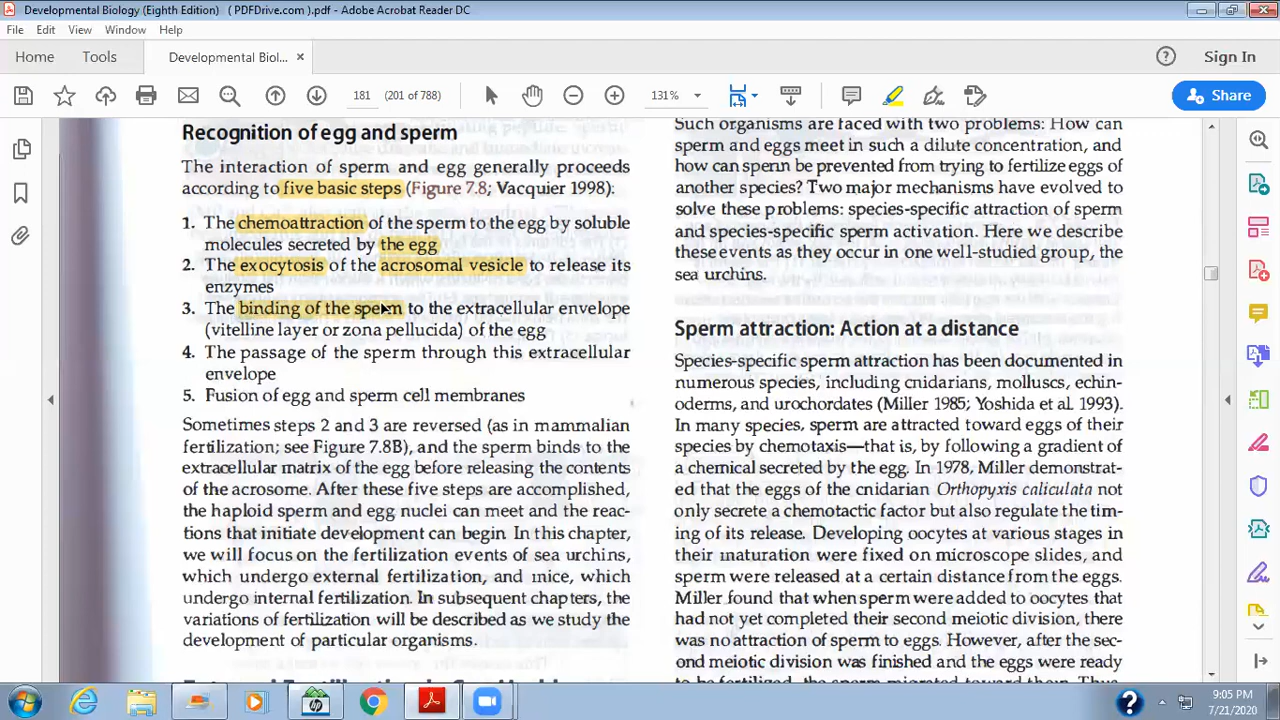 Developmental Biology (Eighth Edition) ( PDFDrive.com ).pdf - Adobe Acrobat Reader DC
File Edit View Window Help
Home Tools Developmental Biol... × Sign In
181 (201 of 788) 131% Share
Recognition of egg and sperm
The interaction of sperm and egg generally proceeds
according to five basic steps (Figure 7.8; Vacquier 1998):
1. The chemoattraction of the sperm to the egg by soluble
molecules secreted by the egg
2. The exocytosis of the acrosomal vesicle to release its
enzymes
3. The binding of the sperm to the extracellular envelope
(vitelline layer or zona pellucida) of the egg
4. The passage of the sperm through this extracellular
envelope
5. Fusion of egg and sperm cell membranes
Sometimes steps 2 and 3 are reversed (as in mammalian
fertilization; see Figure 7.8B), and the sperm binds to the
extracellular matrix of the egg before releasing the contents
of the acrosome. After these five steps are accomplished,
the haploid sperm and egg nuclei can meet and the reac-
tions that initiate development can begin. In this chapter,
we will focus on the fertilization events of sea urchins,
which undergo external fertilization, and mice, which
undergo internal fertilization. In subsequent chapters, the
variations of fertilization will be described as we study the
development of particular organisms.
Such organisms are faced with two problems: How can
sperm and eggs meet in such a dilute concentration, and
how can sperm be prevented from trying to fertilize eggs of
another species? Two major mechanisms have evolved to
solve these problems: species-specific attraction of sperm
and species-specific sperm activation. Here we describe
these events as they occur in one well-studied group, the
sea urchins.
Sperm attraction: Action at a distance
Species-specific sperm attraction has been documented in
numerous species, including cnidarians, molluscs, echin-
oderms, and urochordates (Miller 1985; Yoshida et al. 1993).
In many species, sperm are attracted toward eggs of their
species by chemotaxis—that is, by following a gradient of
a chemical secreted by the egg. In 1978, Miller demonstrat-
ed that the eggs of the cnidarian Orthopyxis caliculata not
only secrete a chemotactic factor but also regulate the tim-
ing of its release. Developing oocytes at various stages in
their maturation were fixed on microscope slides, and
sperm were released at a certain distance from the eggs.
Miller found that when sperm were added to oocytes that
had not yet completed their second meiotic division, there
was no attraction of sperm to eggs. However, after the sec-
ond meiotic division was finished and the eggs were ready
to be fertilized, the sperm migrated toward them. Thus
9:05 PM
7/21/2020